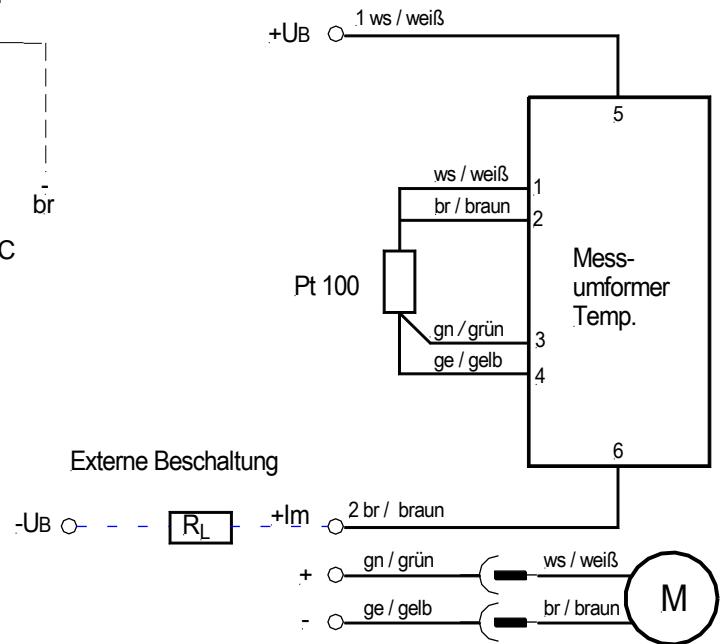 +UB
1 ws / weiß
5
ws / weiß
1
br / braun
2
- 
br
C
Pt 100
Mess-
umformer
Temp.
gn / grün
3
ge / gelb
4
Externe Beschaltung
6
-UB
RL
+Im
2 br / braun
+
gn / grün
ws / weiß
-
ge / gelb
br / braun
M